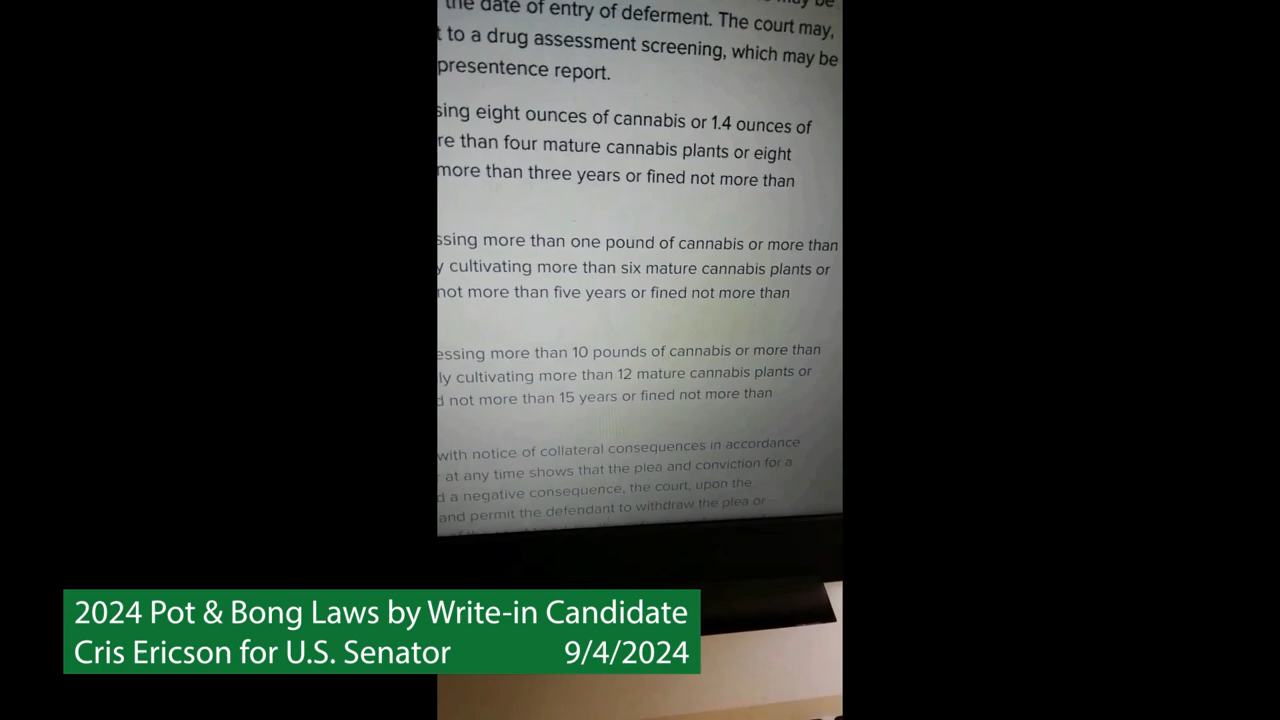 the date of entry of deferment. The court may,
to a drug assessment screening, which may be
presentence report.
sing eight ounces of cannabis or 1.4 ounces of
re than four mature cannabis plants or eight
more than three years or fined not more than
ssing more than one pound of cannabis or more than
y cultivating more than six mature cannabis plants or
not more than five years or fined not more than
essing more than 10 pounds of cannabis or more than
ly cultivating more than 12 mature cannabis plants or
d not more than 15 years or fined not more than
with notice of collateral consequences in accordance
at any time shows that the plea and conviction for a
d a negative consequence, the court, upon the
and permit the defendant to withdraw the plea or
2024 Pot & Bong Laws by Write-in Candidate
Cris Ericson for U.S. Senator 9/4/2024